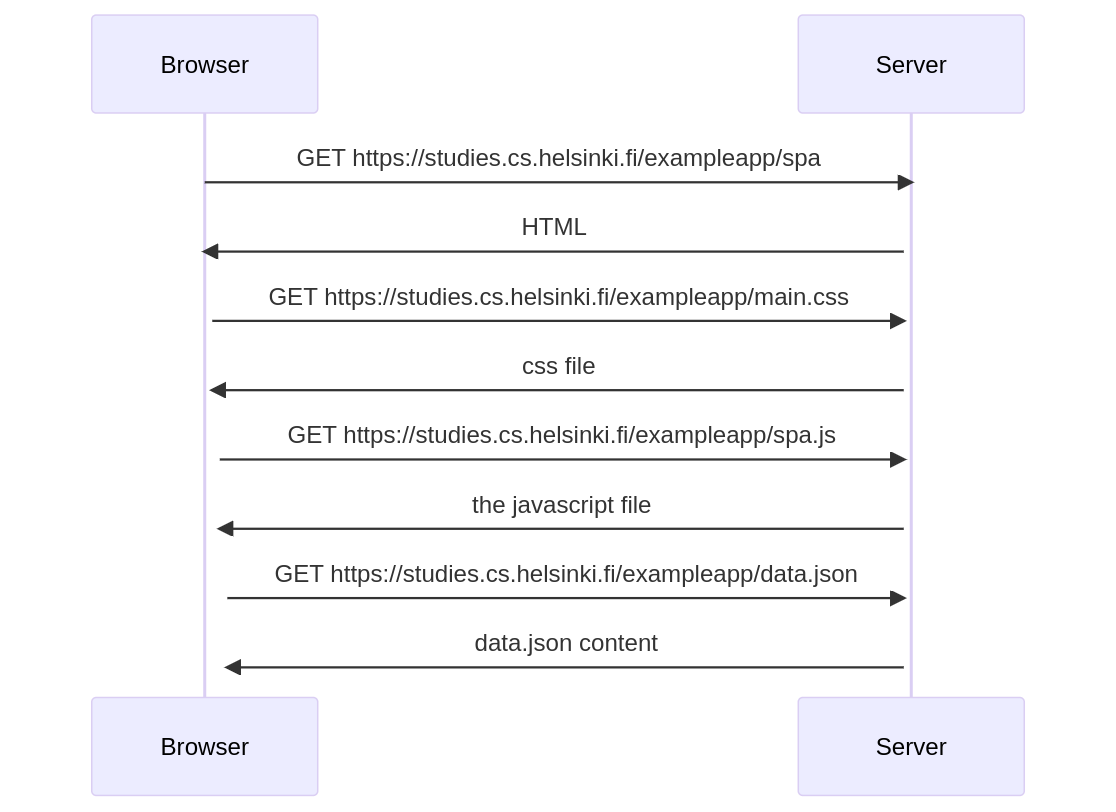 Browser
Server
GET https://studies.cs.helsinki.fi/exampleapp/spa
HTML
GET https://studies.cs.helsinki.fi/exampleapp/main.css
css file
GET https://studies.cs.helsinki.fi/exampleapp/spa.js
the javascript file
GET https://studies.cs.helsinki.fi/exampleapp/data.json
data.json content
Browser
Server